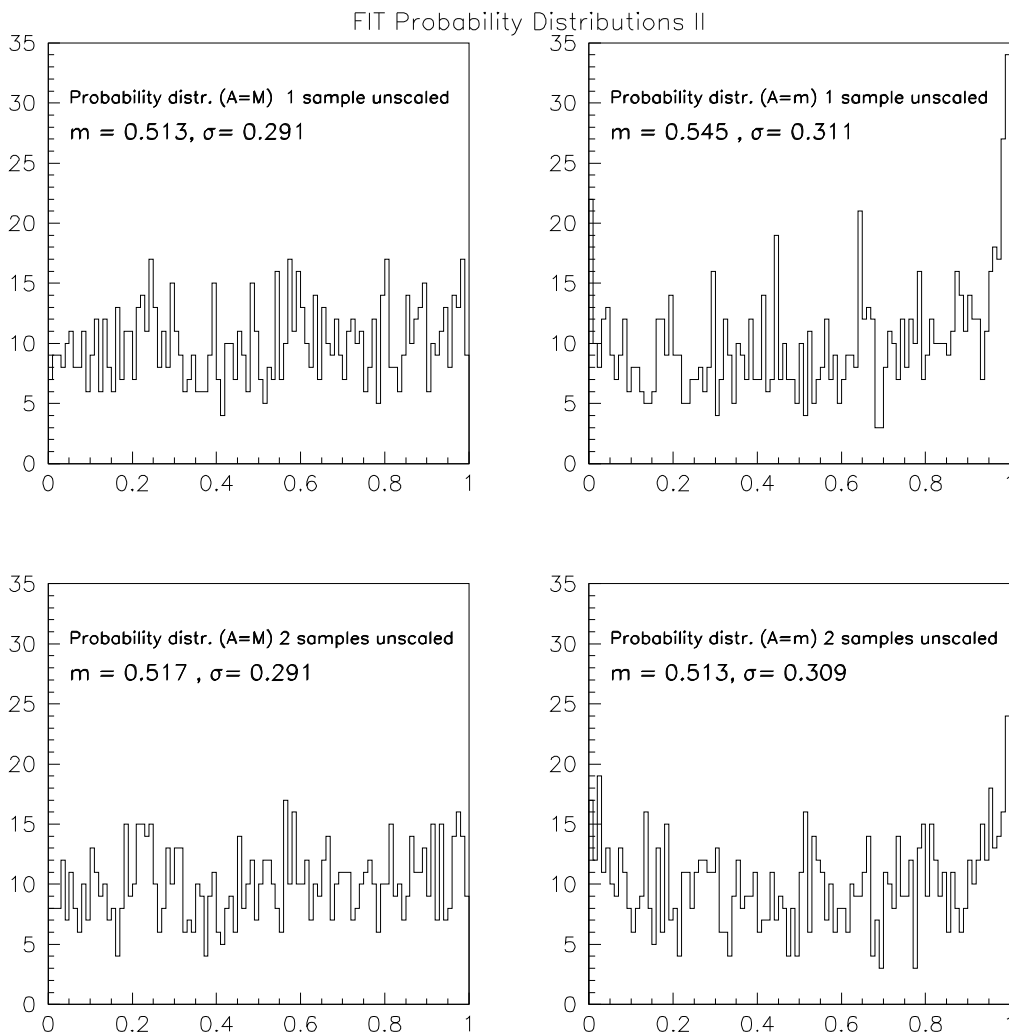 FIT Probability Distributions II
35
30
25
20
15
10
5
0
Probability distr. (A=M) 1 sample unscaled
m = 0.513, σ= 0.291
0 0.2 0.4 0.6 0.8 1
35
30
25
20
15
10
5
0
Probability distr. (A=m) 1 sample unscaled
m = 0.545 , σ= 0.311
0 0.2 0.4 0.6 0.8
35
30
25
20
15
10
5
0
Probability distr. (A=M) 2 samples unscaled
m = 0.517 , σ= 0.291
0 0.2 0.4 0.6 0.8 1
35
30
25
20
15
10
5
0
Probability distr. (A=m) 2 samples unscaled
m = 0.513, σ= 0.309
0 0.2 0.4 0.6 0.8